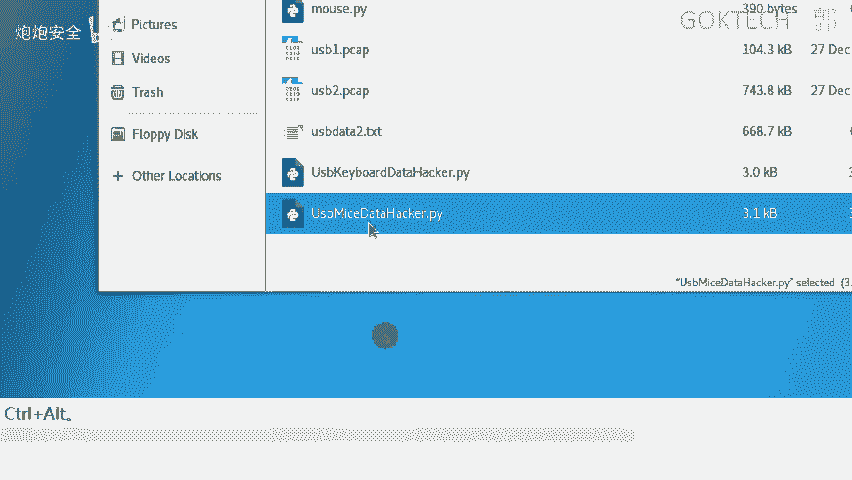 mouse.py 390 bytes
炮炮安全
GOKTECH
Pictures
usb1.pcap 104.3 kB 27 Dec
Videos
usb2.pcap 743.8 kB 27 Dec
Trash
usbdata2.txt 668.7 kB
Floppy Disk
UsbKeyboardDataHacker.py 3.0 kB
Other Locations
UsbMiceDataHacker.py 3.1 kB
"UsbMiceDataHacker.py" selected (3.
Ctrl+Alt。